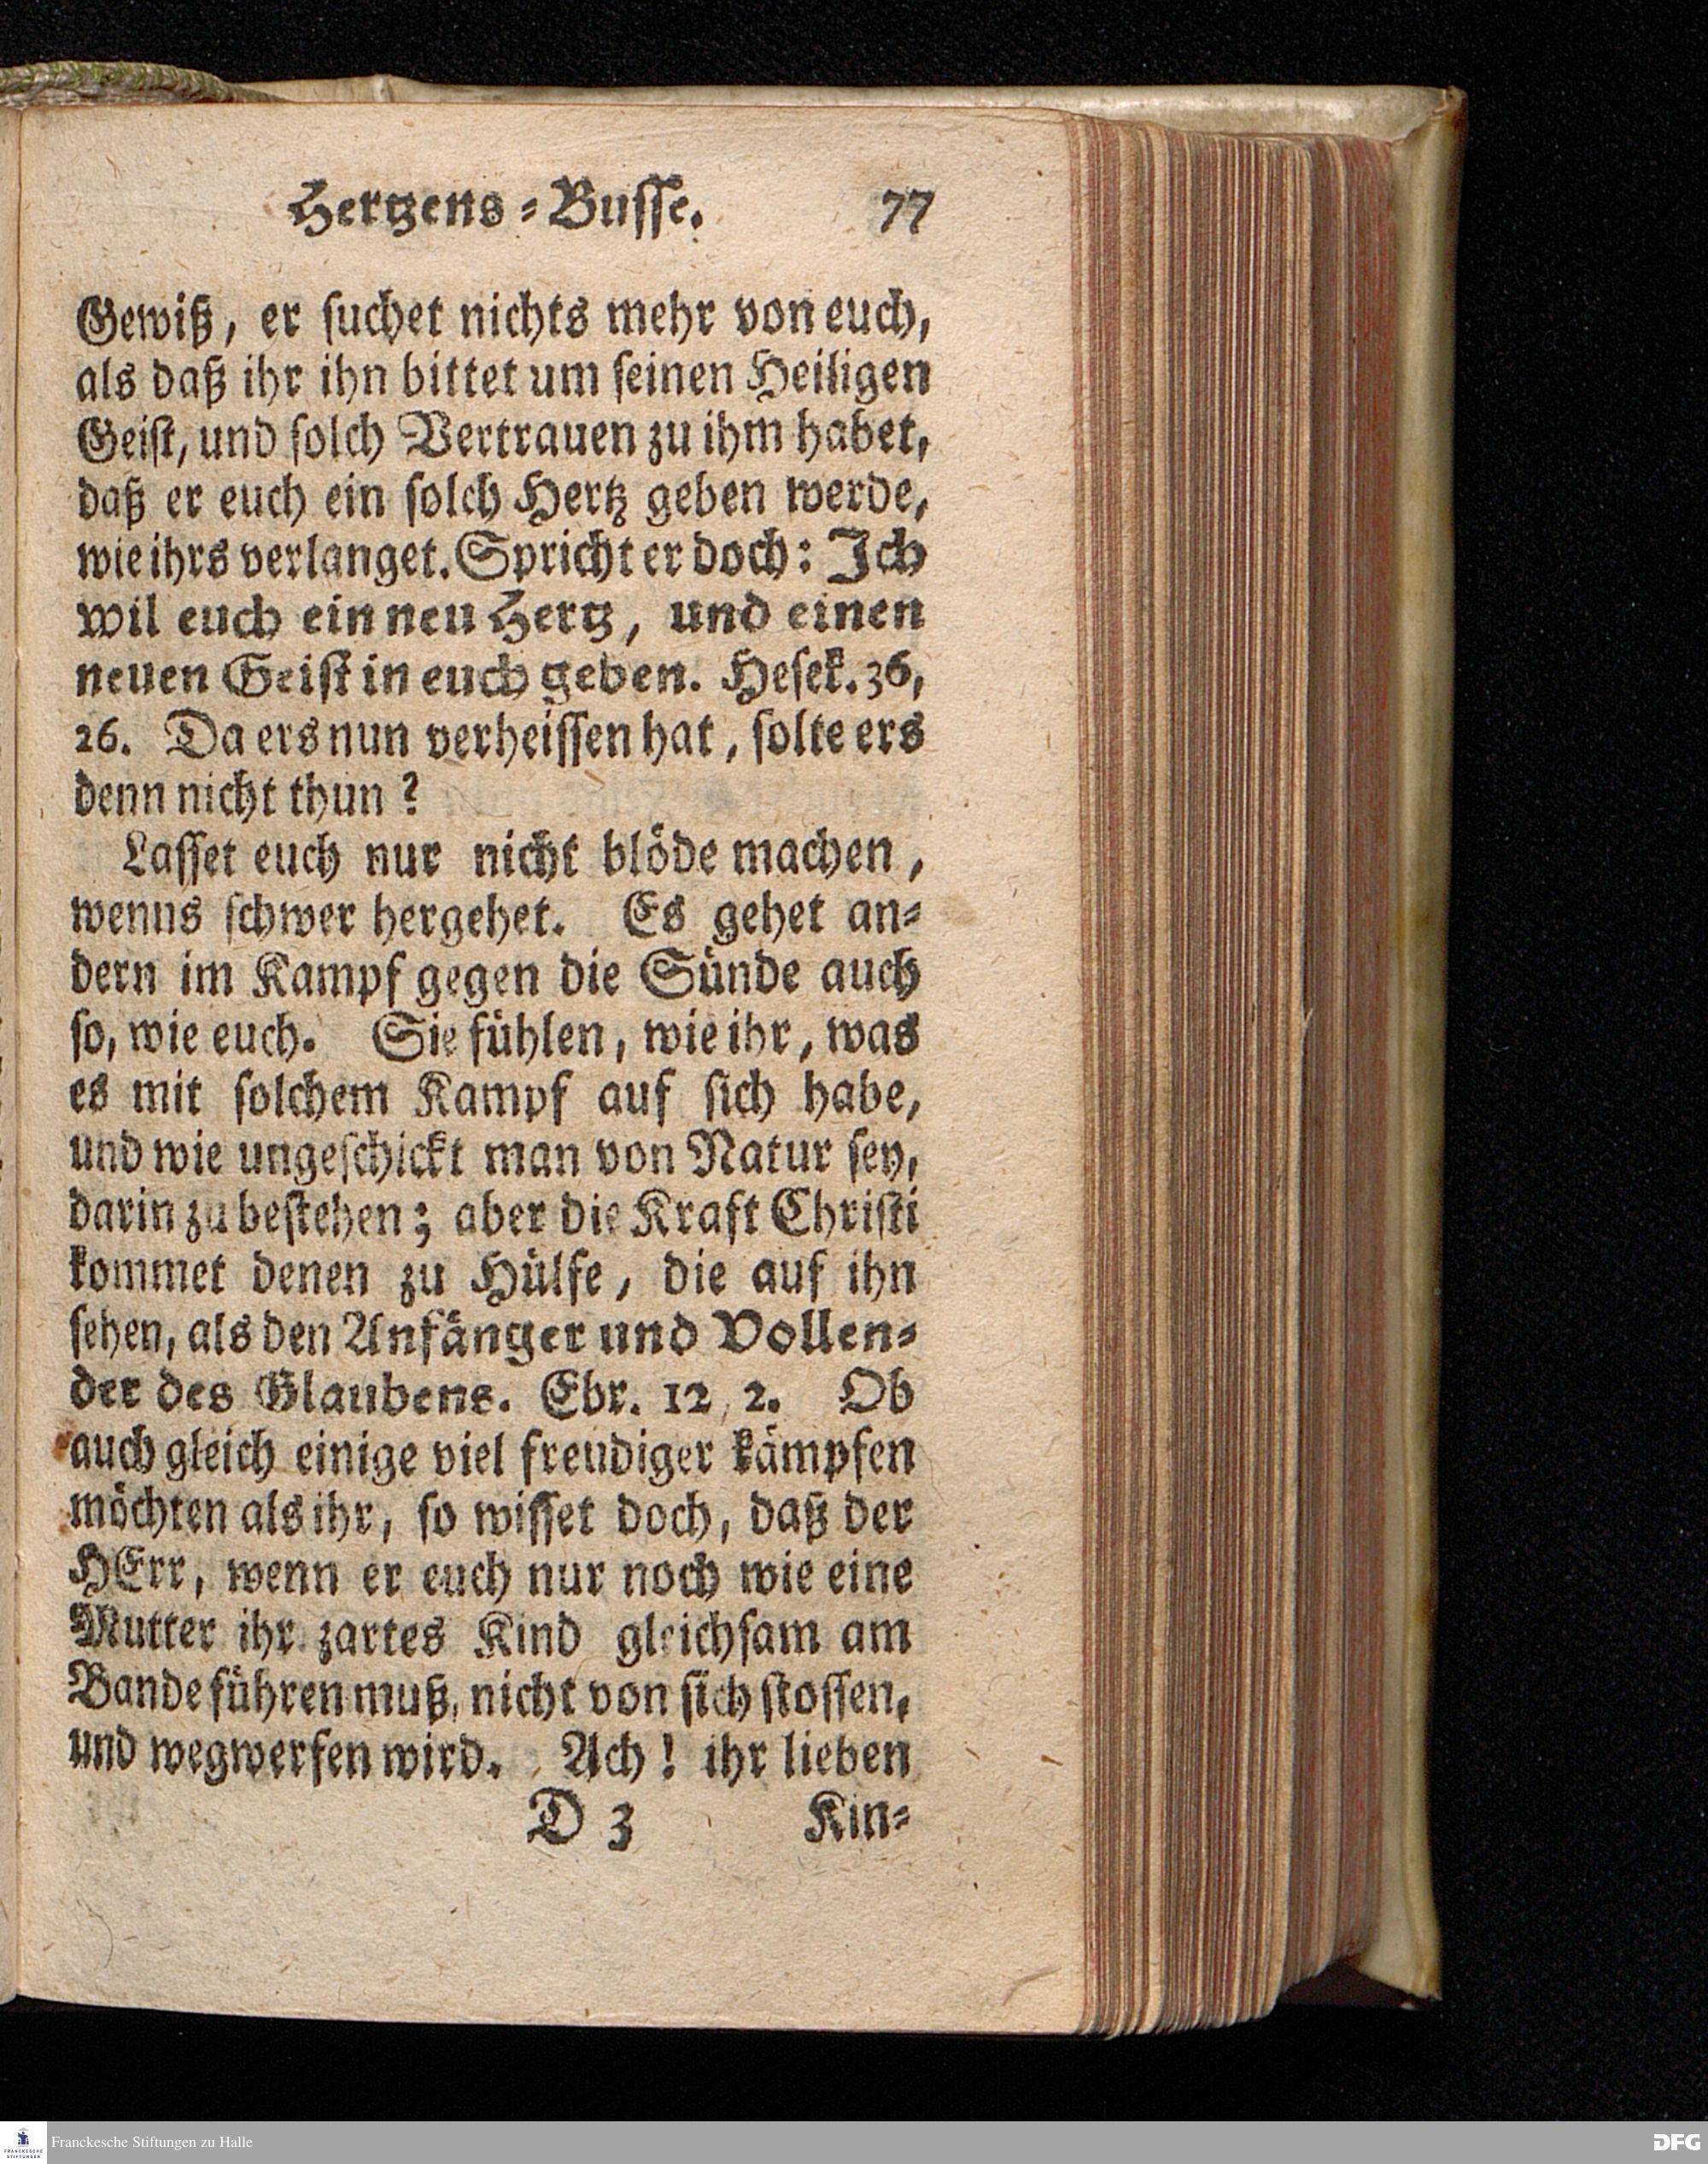 Hertzens-Busse. 77
Gewiß, er suchet nichts mehr von euch,
als daß ihr ihn bittet um seinen Heiligen
Geist, und solch Vertrauen zu ihm habet,
daß er euch ein solch Hertz geben werde,
wie ihrs verlanget. Spricht er doch: Ich
wil euch ein neu Hertz, und einen
neuen Geist in euch geben. Hesek. 36,
26. Da ers nun verheissen hat, solte ers
denn nicht thun?
Lasset euch nur nicht blöde machen,
wenns schwer hergehet. Es gehet an-
dern im Kampf gegen die Sünde auch
so, wie euch. Sie fühlen, wie ihr, was
es mit solchem Kampf auf sich habe,
und wie ungeschickt man von Natur sey,
darin zu bestehen; aber die Kraft Christi
kommet denen zu Hülfe, die auf ihn
sehen, als den Anfänger und Vollen-
der des Glaubens. Ebr. 12, 2. Ob
auch gleich einige viel freudiger kämpfen
möchten als ihr, so wisset doch, daß der
HErr, wenn er euch nur noch wie eine
Mutter ihr zartes Kind gleichsam am
Bande führen muß, nicht von sich stossen,
und wegwerfen wird. Ach! ihr lieben
D 3 Kin-
FRANCKESCHE
STIFTUNGEN
Franckesche Stiftungen zu Halle
DFG